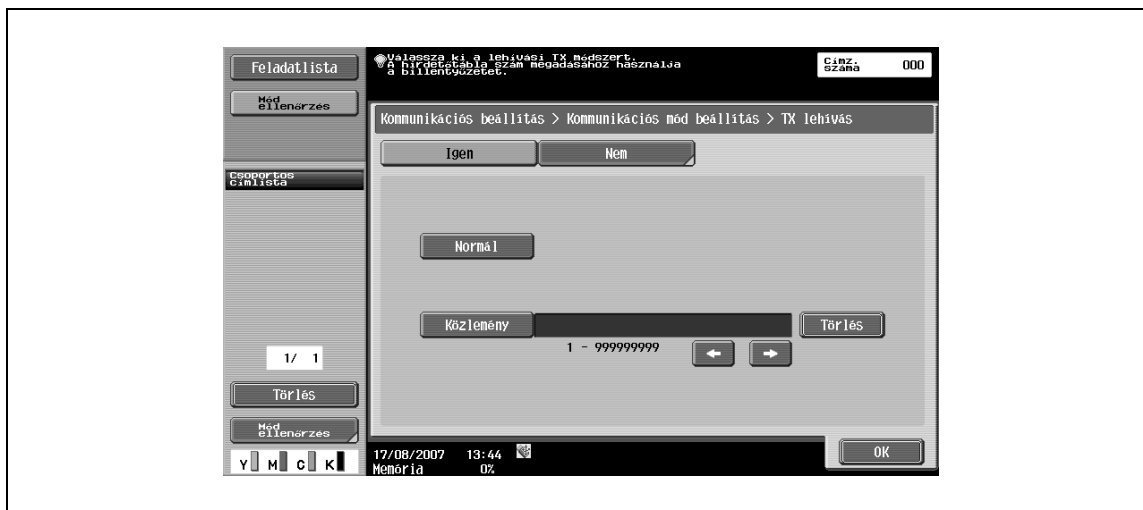 Feladatlista
Válassza ki a lehívási TX módszert.
A hirdetőtábla szám megadásához használja
a billentyűzetet.
Címz.
száma
000
Mód
ellenőrzés
Kommunikációs beállítás > Kommunikációs mód beállítás > TX lehívás
Igen
Nem
Csoportos
címlista
Normál
Közlemény
Törlés
1 - 999999999
1/ 1
Törlés
Mód
ellenőrzés
Y M C K
17/08/2007 13:44
Memória 0%
OK